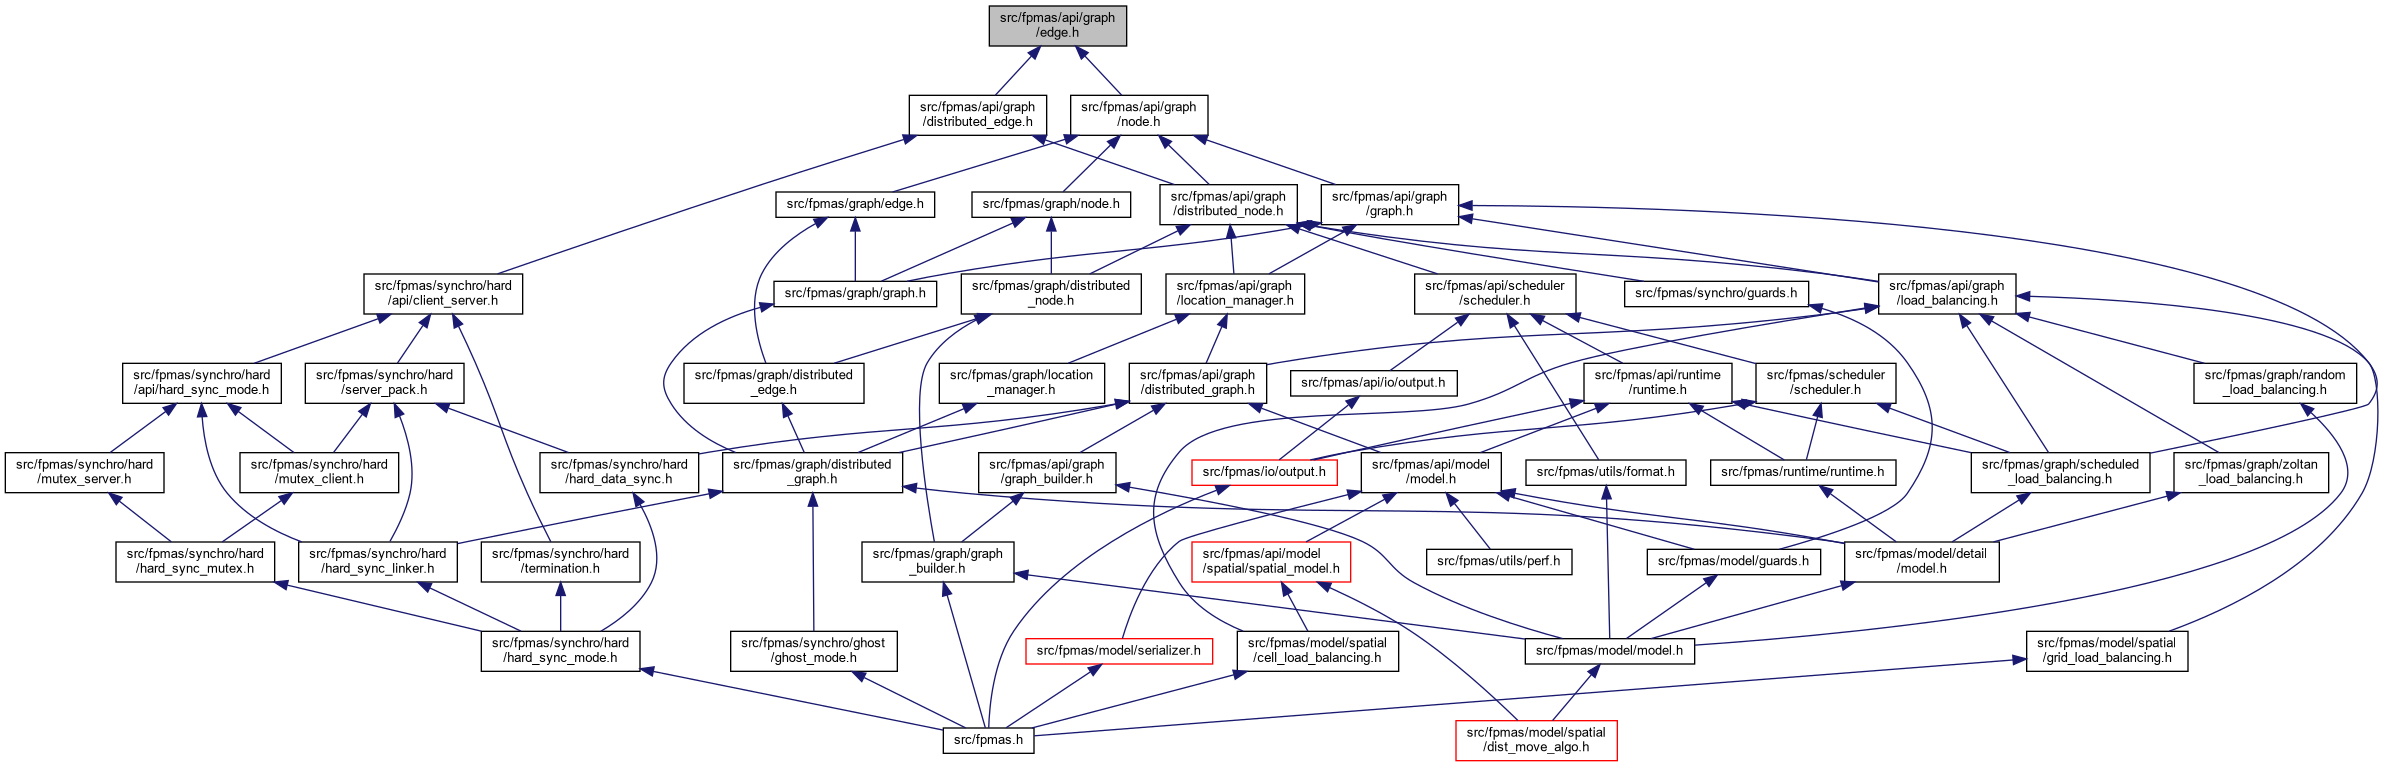 src/fpmas/api/graph
/edge.h
src/fpmas/api/graph
/distributed_edge.h
src/fpmas/api/graph
/node.h
src/fpmas/graph/edge.h
src/fpmas/graph/node.h
src/fpmas/api/graph
/distributed_node.h
src/fpmas/api/graph
/graph.h
src/fpmas/synchro/hard
/api/client_server.h
src/fpmas/graph/graph.h
src/fpmas/graph/distributed
_node.h
src/fpmas/api/graph
/location_manager.h
src/fpmas/api/scheduler
/scheduler.h
src/fpmas/synchro/guards.h
src/fpmas/api/graph
/load_balancing.h
src/fpmas/synchro/hard
/api/hard_sync_mode.h
src/fpmas/synchro/hard
/server_pack.h
src/fpmas/graph/distributed
_edge.h
src/fpmas/graph/location
_manager.h
src/fpmas/api/graph
/distributed_graph.h
src/fpmas/api/io/output.h
src/fpmas/api/runtime
/runtime.h
src/fpmas/scheduler
/scheduler.h
src/fpmas/graph/random
_load_balancing.h
src/fpmas/synchro/hard
/mutex_server.h
src/fpmas/synchro/hard
/mutex_client.h
src/fpmas/synchro/hard
/hard_data_sync.h
src/fpmas/graph/distributed
_graph.h
src/fpmas/api/graph
/graph_builder.h
src/fpmas/io/output.h
src/fpmas/api/model
/model.h
src/fpmas/utils/format.h
src/fpmas/runtime/runtime.h
src/fpmas/graph/scheduled
_load_balancing.h
src/fpmas/graph/zoltan
_load_balancing.h
src/fpmas/synchro/hard
/hard_sync_mutex.h
src/fpmas/synchro/hard
/hard_sync_linker.h
src/fpmas/synchro/hard
/termination.h
src/fpmas/graph/graph
_builder.h
src/fpmas/api/model
/spatial/spatial_model.h
src/fpmas/utils/perf.h
src/fpmas/model/guards.h
src/fpmas/model/detail
/model.h
src/fpmas/synchro/hard
/hard_sync_mode.h
src/fpmas/synchro/ghost
/ghost_mode.h
src/fpmas/model/serializer.h
src/fpmas/model/spatial
/cell_load_balancing.h
src/fpmas/model/model.h
src/fpmas/model/spatial
/grid_load_balancing.h
src/fpmas.h
src/fpmas/model/spatial
/dist_move_algo.h